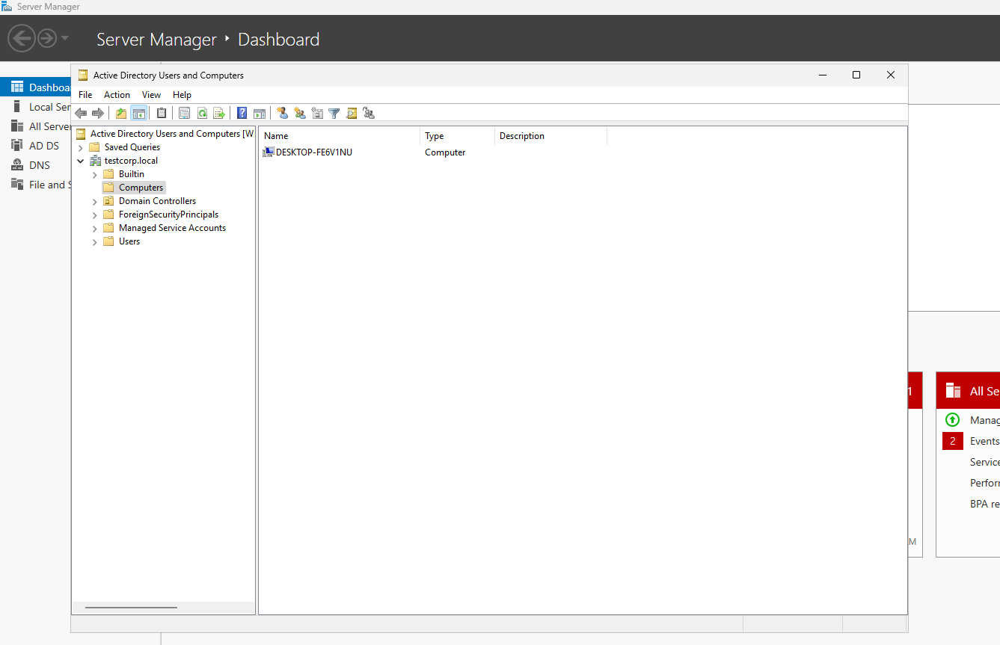 Server Manager
Server Manager Dashboard
Dashboa
Local Ser
All Server
AD DS
DNS
File and S
Active Directory Users and Computers
File Action View Help
Active Directory Users and Computers [W
Saved Queries
testcorp.local
Builtin
Computers
Domain Controllers
ForeignSecurityPrincipals
Managed Service Accounts
Users
Name Type Description
DESKTOP-FE6V1NU Computer
1
All Se
Manag
2 Events
Service
Perfor
BPA re
M